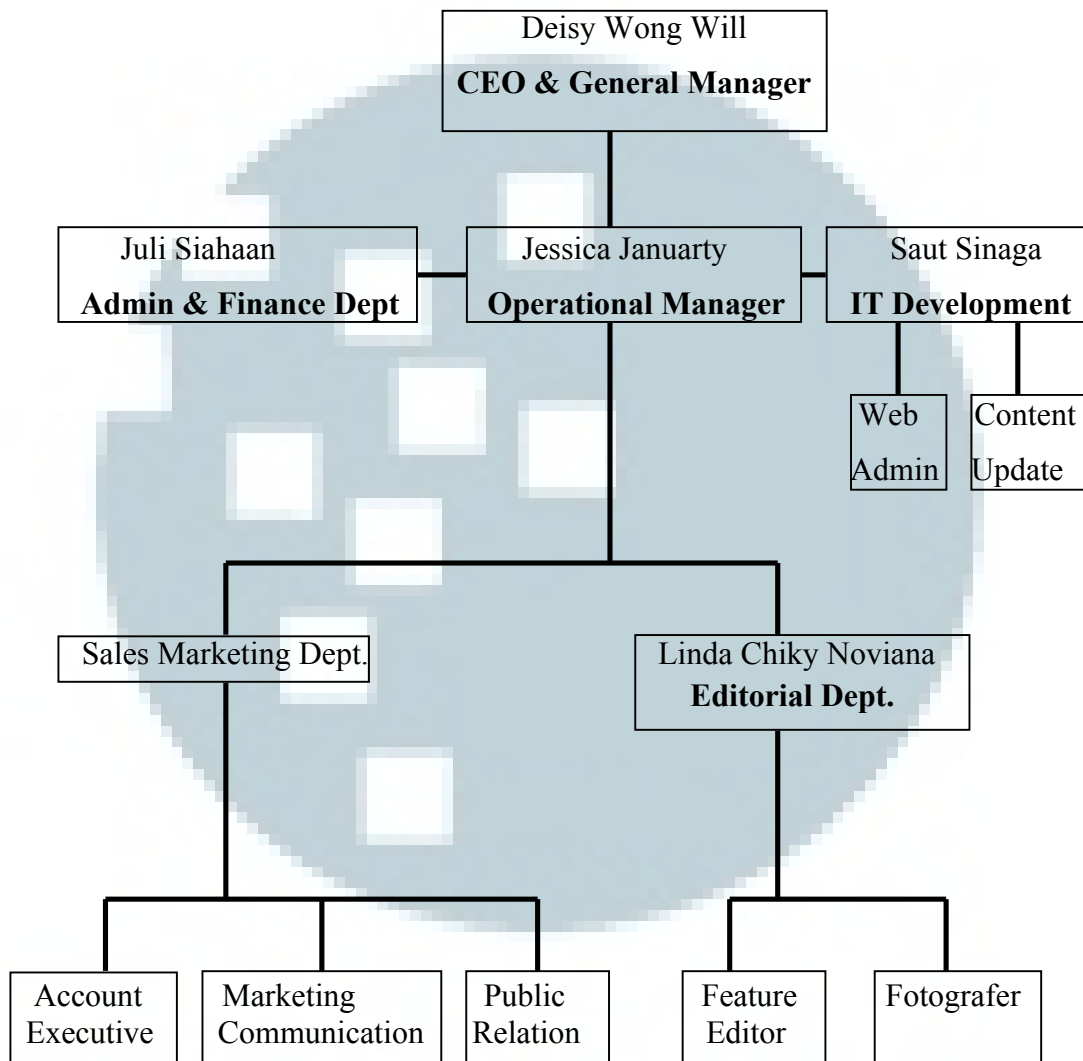 Deisy Wong Will
CEO & General Manager
Juli Siahaan
Admin & Finance Dept
Jessica Januarty
Operational Manager
Saut Sinaga
IT Development
Web
Admin
Content
Update
Sales Marketing Dept.
Linda Chiky Noviana
Editorial Dept.
Account
Executive
Marketing
Communication
Public
Relation
Feature
Editor
Fotografer